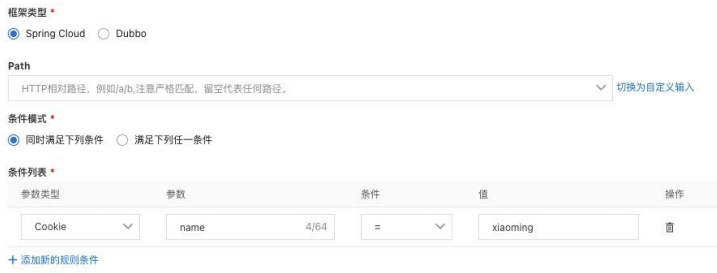 框架类型 *
Spring Cloud Dubbo
Path
HTTP相对路径，例如/a/b,注意严格匹配，留空代表任何路径。 切换为自定义输入
条件模式 *
同时满足下列条件 满足下列任一条件
条件列表 *
参数类型 参数 条件 值 操作
Cookie name 4/64 = xiaoming
+ 添加新的规则条件